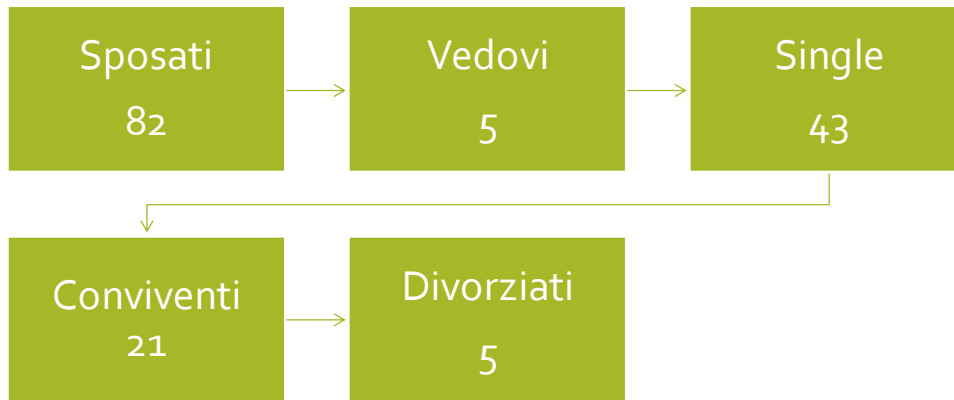 Sposati
82
Vedovi
5
Single
43
Conviventi
21
Divorziati
5